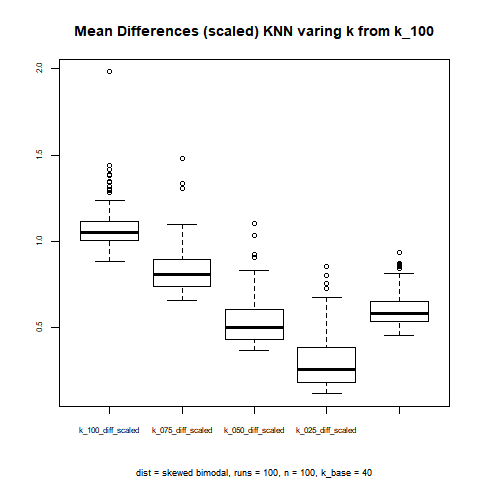 Mean Differences (scaled) KNN varing k from k_100
2.0
1.5
1.0
0.5
k_100_diff_scaled k_075_diff_scaled k_050_diff_scaled k_025_diff_scaled
dist = skewed bimodal, runs = 100, n = 100, k_base = 40